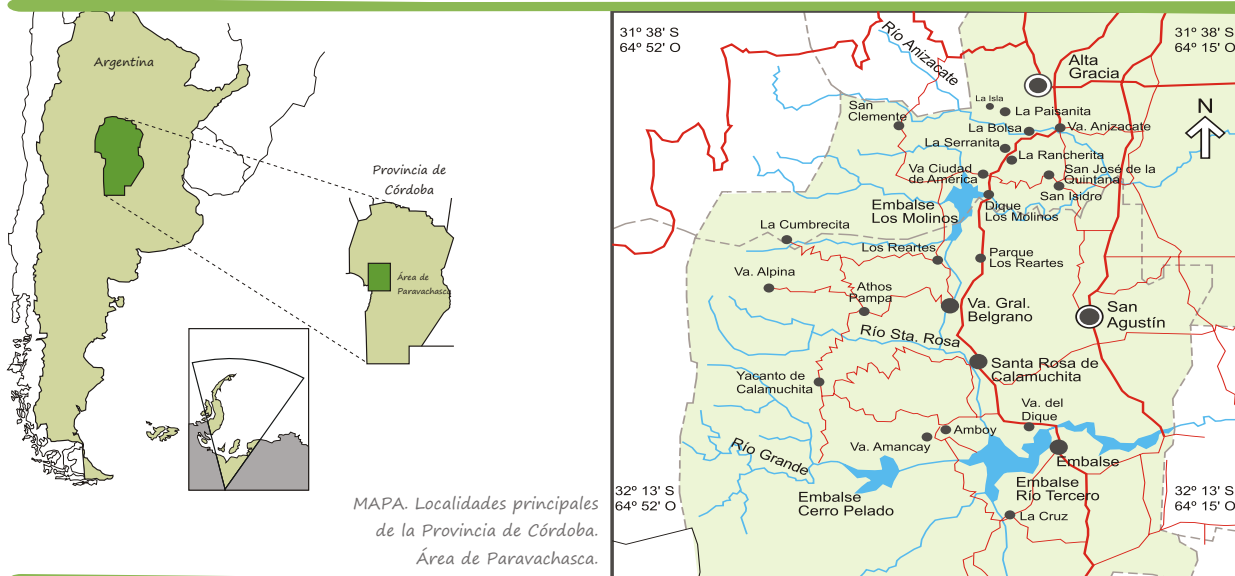 Argentina
Provincia de
Córdoba
Área de
Paravachasca
MAPA. Localidades principales
de la Provincia de Córdoba.
Área de Paravachasca.
31º 38' S
64º 52' O
31º 38' S
64º 15' O
Río Anizacate
Alta
Gracia
N
La Isla
La Paisanita
San
Clemente
La Bolsa
Va. Anizacate
La Serranita
La Rancherita
Va Ciudad
de América
San José de la
Quintana
San Isidro
Embalse
Los Molinos
Dique
Los Molinos
La Cumbrecita
Los Reartes
Parque
Los Reartes
Va. Alpina
Athos
Pampa
Va. Gral.
Belgrano
San
Agustín
Río Sta. Rosa
Santa Rosa de
Calamuchita
Yacanto de
Calamuchita
Va. del
Dique
Amboy
Va. Amancay
Embalse
Río Grande
Embalse
Cerro Pelado
Embalse
Río Tercero
La Cruz
32º 13' S
64º 52' O
32º 13' S
64º 15' O